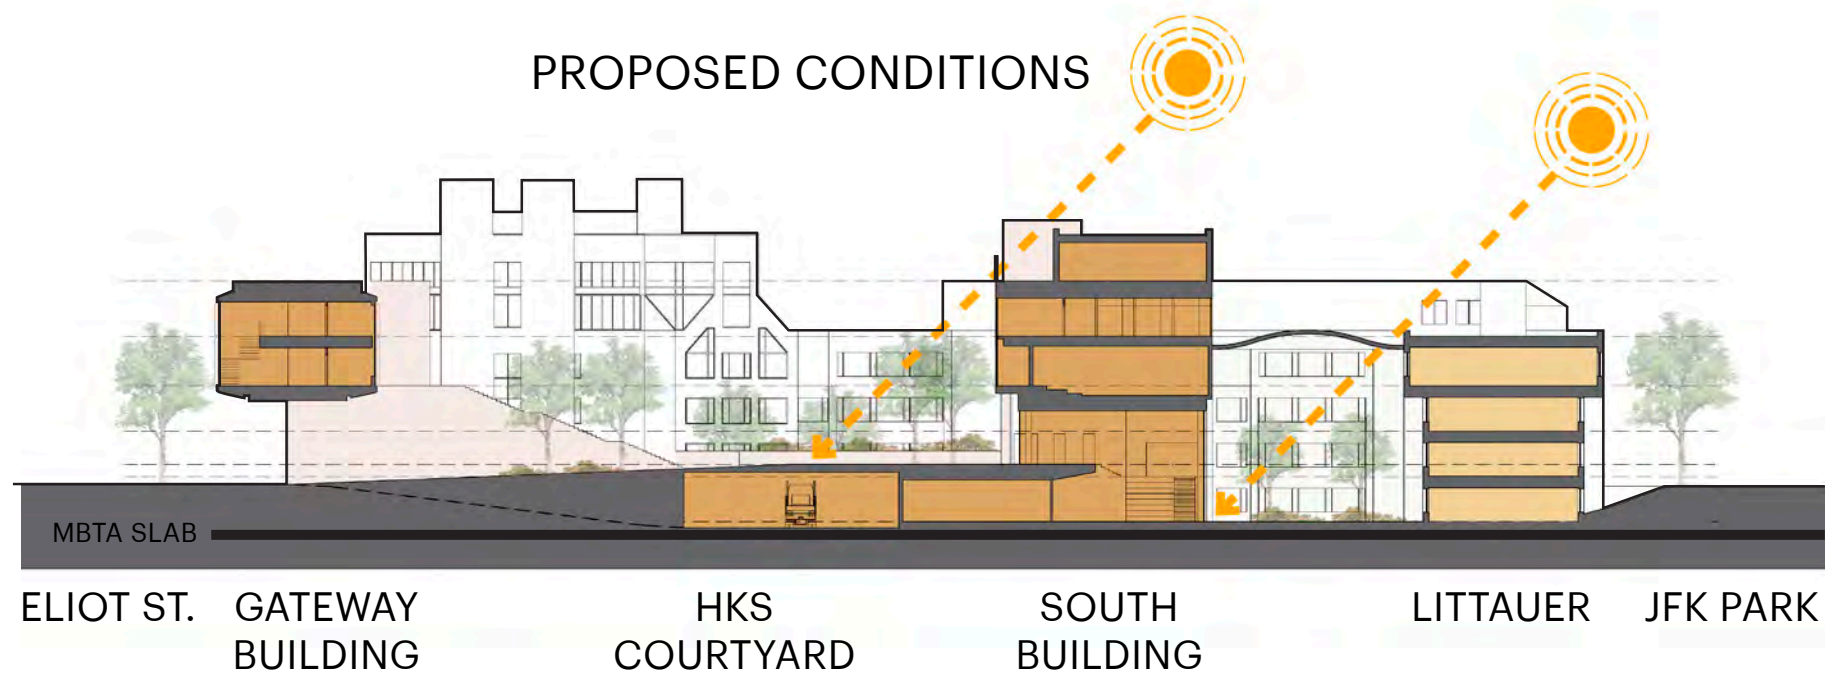 PROPOSED CONDITIONS
MBTA SLAB
ELIOT ST.
GATEWAY
BUILDING
HKS
COURTYARD
SOUTH
BUILDING
LITTAUER
JFK PARK